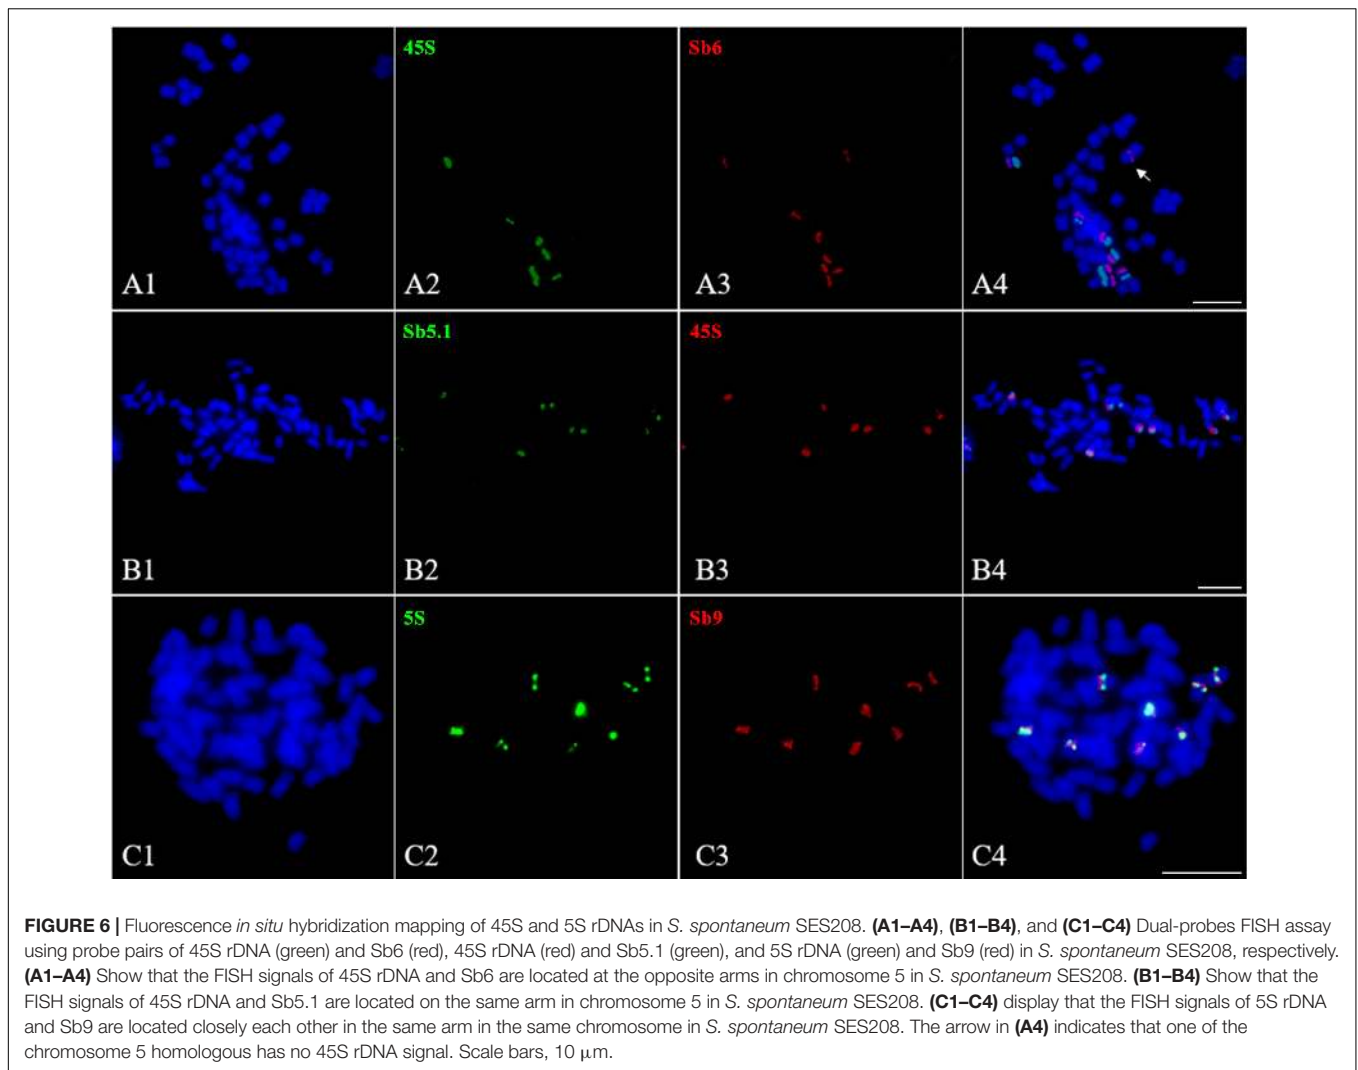 45S
Sb6
A1
A2
A3
A4
Sb5.1
45S
B1
B2
B3
B4
5S
Sb9
C1
C2
C3
C4
FIGURE 6 | Fluorescence in situ hybridization mapping of 45S and 5S rDNAs in S. spontaneum SES208. (A1–A4), (B1–B4), and (C1–C4) Dual-probes FISH assay
using probe pairs of 45S rDNA (green) and Sb6 (red), 45S rDNA (red) and Sb5.1 (green), and 5S rDNA (green) and Sb9 (red) in S. spontaneum SES208, respectively.
(A1–A4) Show that the FISH signals of 45S rDNA and Sb6 are located at the opposite arms in chromosome 5 in S. spontaneum SES208. (B1–B4) Show that the
FISH signals of 45S rDNA and Sb5.1 are located on the same arm in chromosome 5 in S. spontaneum SES208. (C1–C4) display that the FISH signals of 5S rDNA
and Sb9 are located closely each other in the same arm in the same chromosome in S. spontaneum SES208. The arrow in (A4) indicates that one of the
chromosome 5 homologous has no 45S rDNA signal. Scale bars, 10 μm.